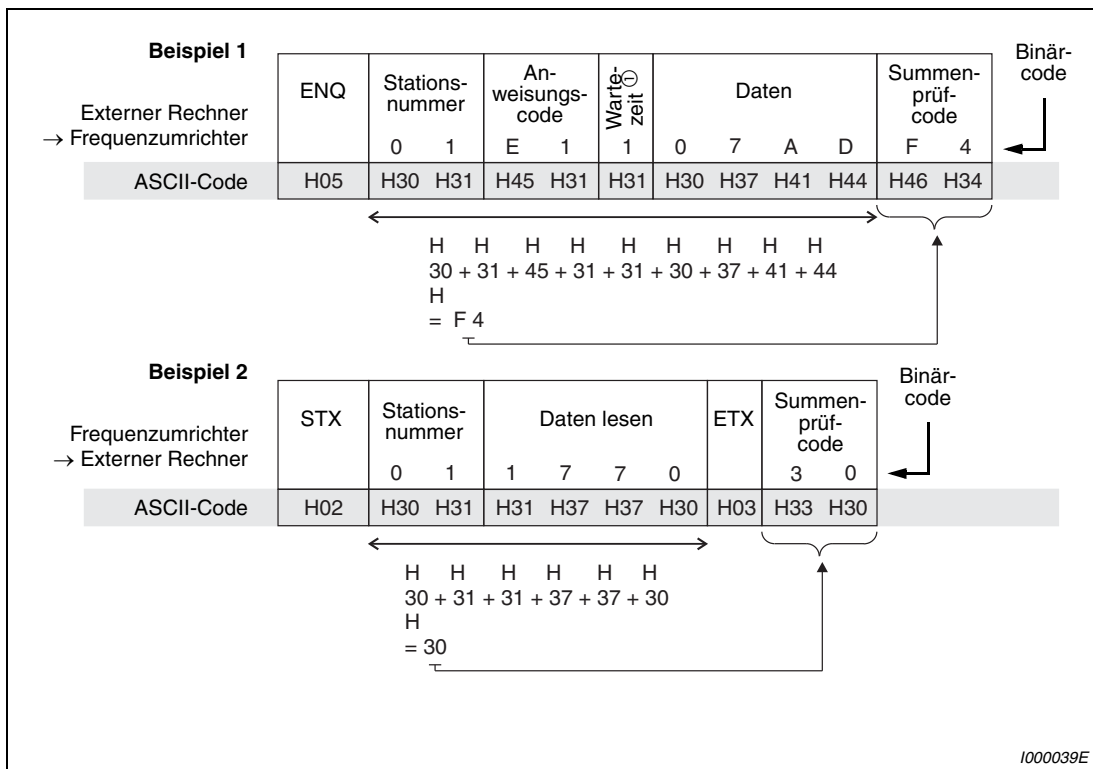 Beispiel 1
Externer Rechner
→ Frequenzumrichter
ENQ
Stations-
nummer
An-
weisungs-
code
Warte-
zeit ①
Daten
Summen-
prüf-
code
Binär-
code
0 1 E 1 1 0 7 A D F 4
ASCII-Code H05 H30 H31 H45 H31 H31 H30 H37 H41 H44 H46 H34
H H H H H H H H H
30 + 31 + 45 + 31 + 31 + 30 + 37 + 41 + 44
H
= F 4
Beispiel 2
Frequenzumrichter
→ Externer Rechner
STX
Stations-
nummer
Daten lesen
ETX
Summen-
prüf-
code
Binär-
code
0 1 1 7 7 0 3 0
ASCII-Code H02 H30 H31 H31 H37 H37 H30 H03 H33 H30
H H H H H H
30 + 31 + 31 + 37 + 37 + 30
H
= 30
I000039E